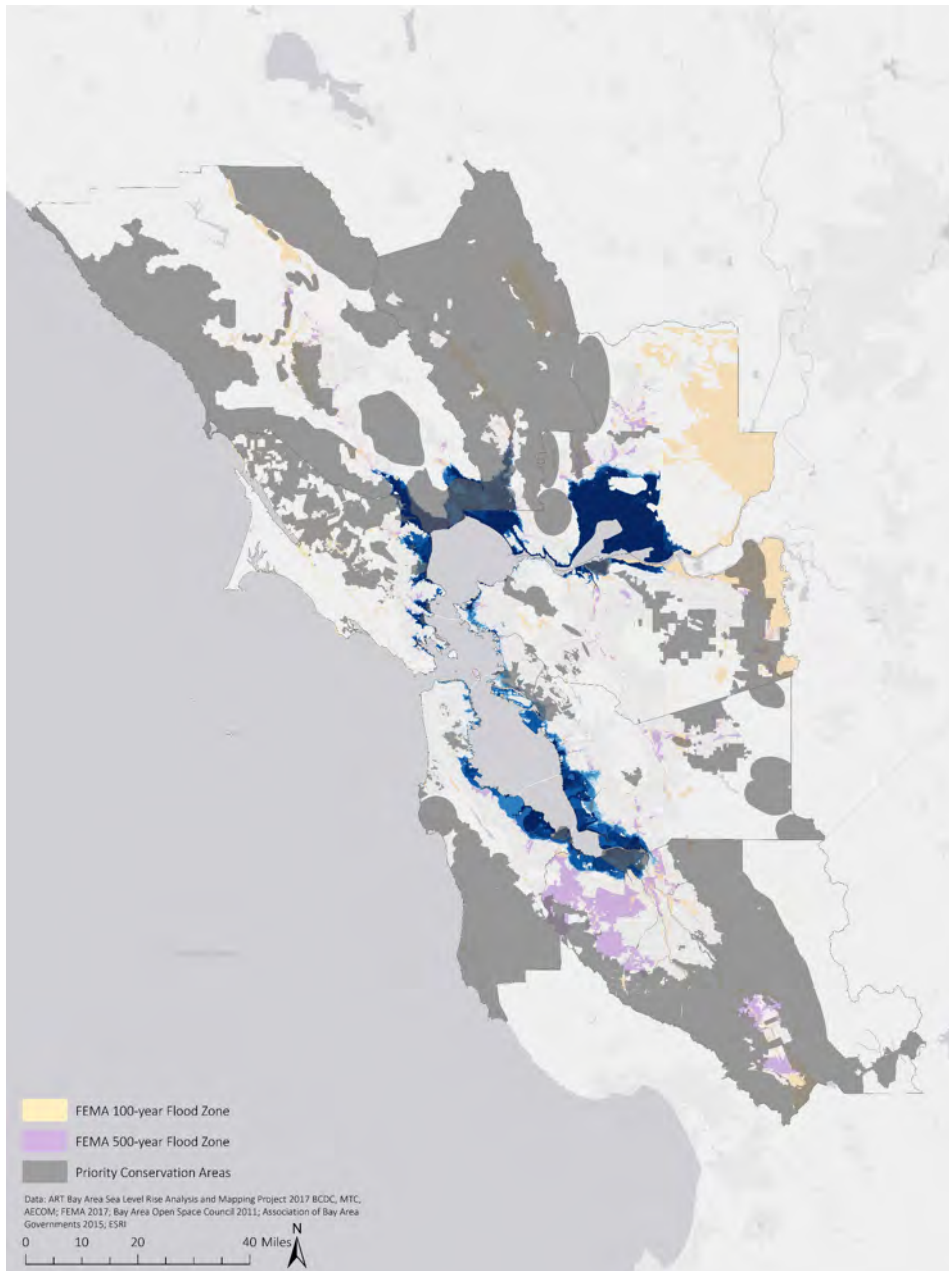 FEMA 100-year Flood Zone
FEMA 500-year Flood Zone
Priority Conservation Areas
Data: ART Bay Area Sea Level Rise Analysis and Mapping Project 2017 BCDC, MTC,
AECOM; FEMA 2017; Bay Area Open Space Council 2011; Association of Bay Area
Governments 2015; ESRI
N
0 10 20 40 Miles